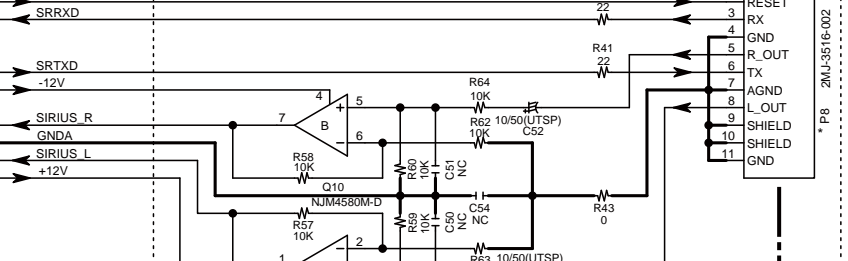 RESET
SRRXD
22
3 RX
4 GND
R41
5 R_OUT
SRTXD
22
6 TX
-12V
R64
10K
7 AGND
4
5
8 L_OUT
SIRIUS_R
7
B
10/50(UTSP)
C52
9 SHIELD
R62
10K
GNDA
6
10 SHIELD
SIRIUS_L
R58
10K
R60
10K
C51
NC
11 GND
+12V
Q10
NJM4580M-D
C54
NC
R43
0
R57
10K
R59
10K
C50
NC
2
1
R63
10/50(UTSP)
* P8 2MJ-3516-002